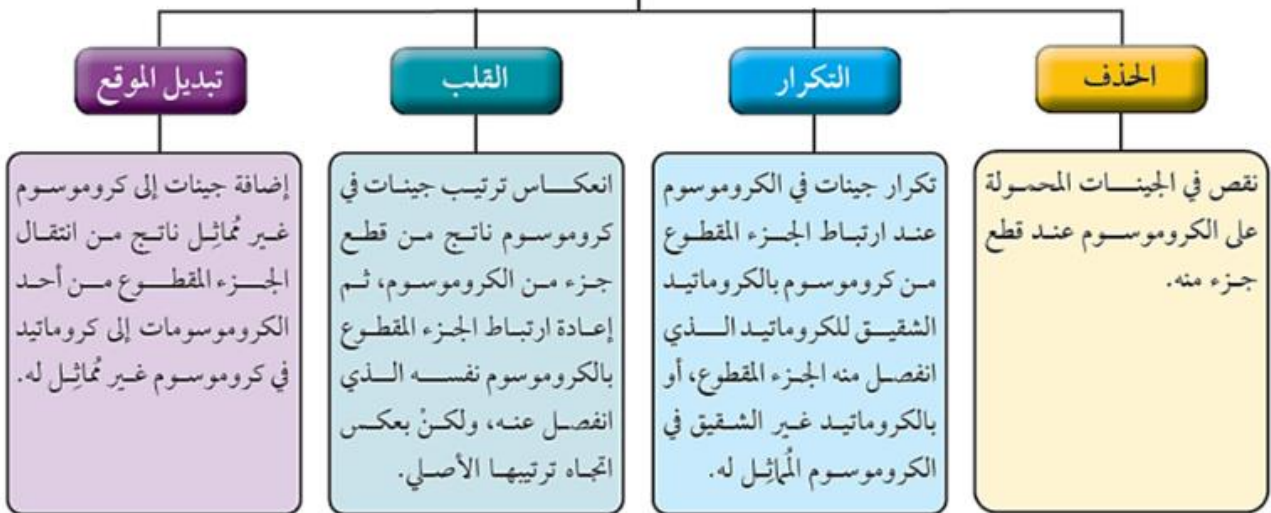 الحذف
نقص في الجينات المحمولة
على الكروموسوم عند قطع
جزء منه.
التكرار
تكرار جينات في الكروموسوم
عند ارتباط الجزء المقطوع
من كروموسوم بالكروماتيد
الشقيق للكروماتيد الذي
انفصل منه الجزء المقطوع، أو
بالكروماتيد غير الشقيق في
الكروموسوم المُماثِل له.
القلب
انعكاس ترتيب جينات في
كروموسوم ناتج من قطع
جزء من الكروموسوم، ثم
إعادة ارتباط الجزء المقطوع
بالكروموسوم نفسه الذي
انفصل عنه، ولكنْ بعكس
اتجاه ترتيبها الأصلي.
تبديل الموقع
إضافة جينات إلى كروموسوم
غير مُماثِل ناتج من انتقال
الجزء المقطوع من أحد
الكروموسومات إلى كروماتيد
في كروموسوم غير مُماثِل له.